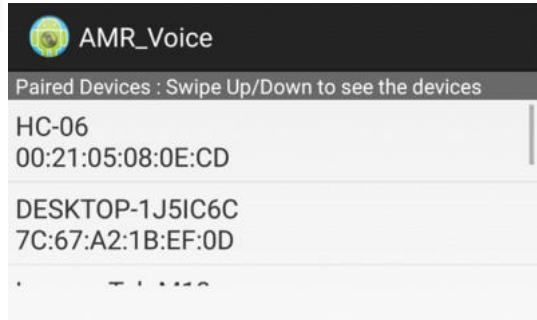 AMR_Voice
Paired Devices : Swipe Up/Down to see the devices
HC-06
00:21:05:08:0E:CD
DESKTOP-1J5IC6C
7C:67:A2:1B:EF:0D